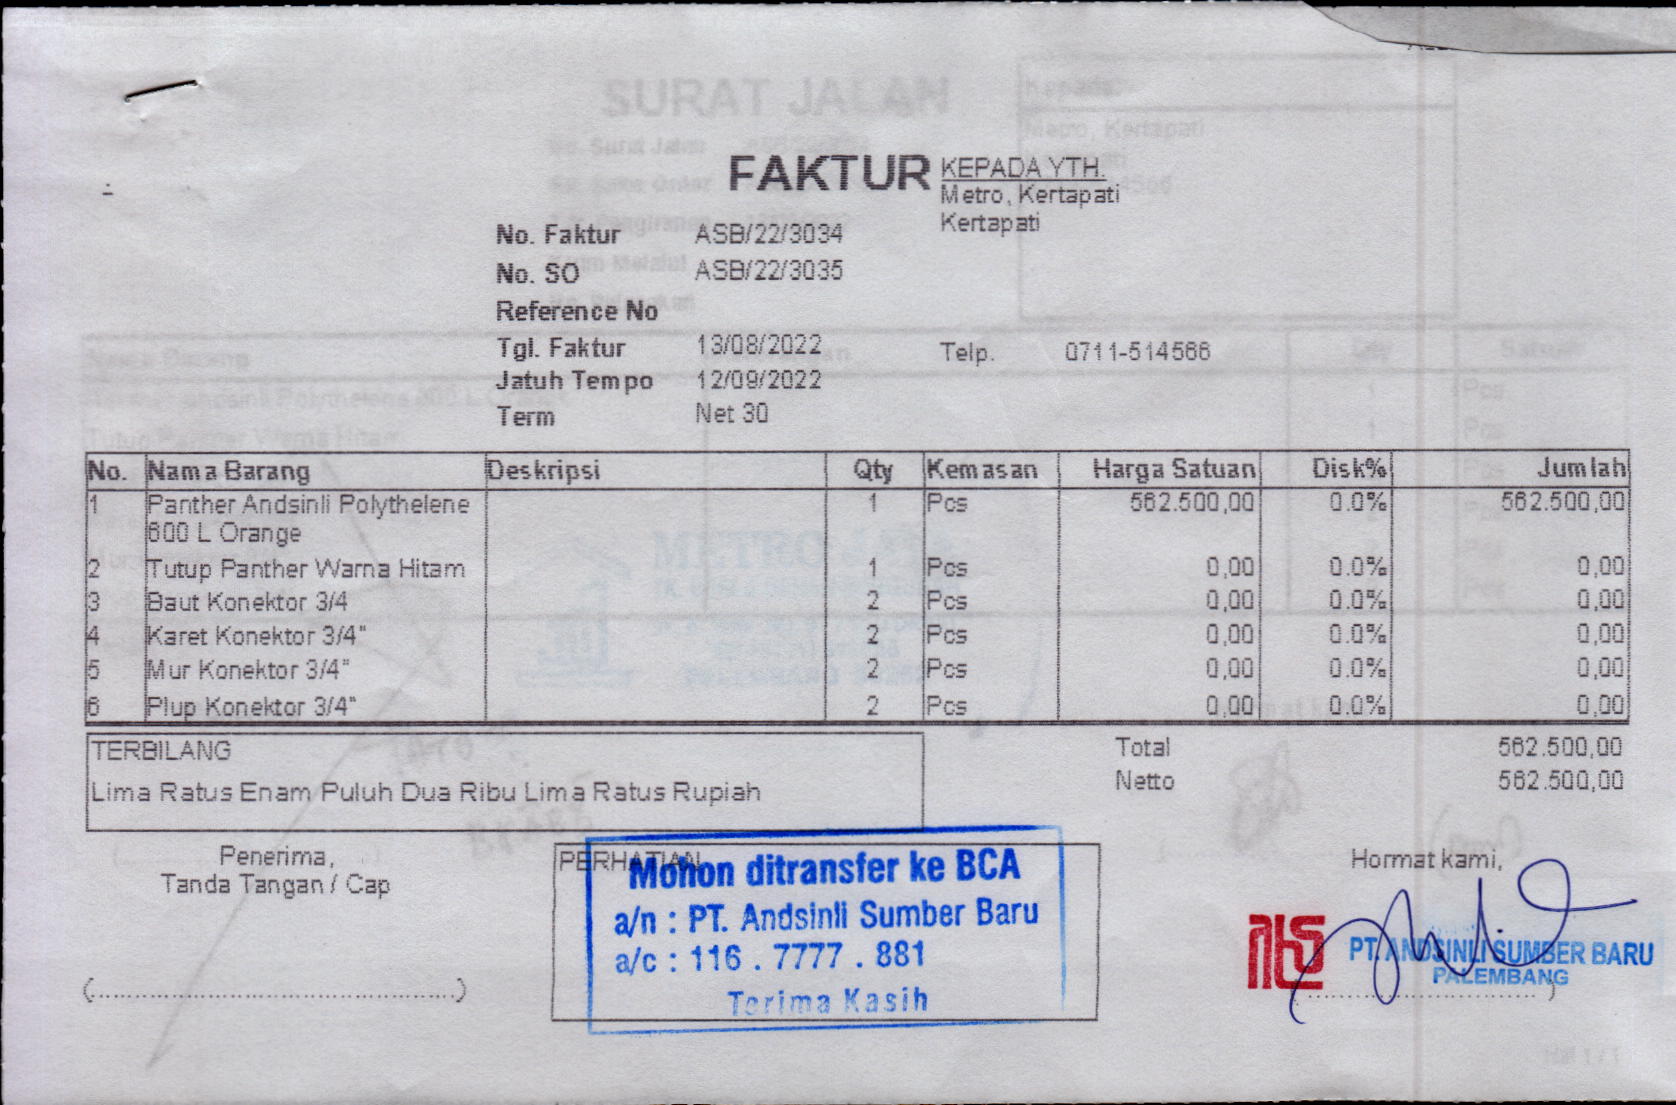 FAKTUR
KEPADA YTH.
Metro, Kertapati
Kertapati
No. Faktur ASB/22/3034
No. SO ASB/22/3035
Reference No
Tgl. Faktur 13/08/2022
Telp. 0711-514566
Jatuh Tempo 12/09/2022
Term Net 30
No. Nama Barang Deskripsi Qty Kemasan Harga Satuan Disk% Jumlah
1 Panther Andsinli Polythelene 1 Pcs 562.500,00 0.0% 562.500,00
600 L Orange
2 Tutup Panther Warna Hitam 1 Pcs 0,00 0.0% 0,00
3 Baut Konektor 3/4 2 Pcs 0,00 0.0% 0,00
4 Karet Konektor 3/4" 2 Pcs 0,00 0.0% 0,00
5 Mur Konektor 3/4" 2 Pcs 0,00 0.0% 0,00
6 Plup Konektor 3/4" 2 Pcs 0,00 0.0% 0,00
TERBILANG
Lima Ratus Enam Puluh Dua Ribu Lima Ratus Rupiah
Total 562.500,00
Netto 562.500,00
Penerima,
Tanda Tangan / Cap
PERHATIAN
Mohon ditransfer ke BCA
a/n : PT. Andsinli Sumber Baru
a/c : 116 . 7777 . 881
Terima Kasih
Hormat kami,
PT. ANDSINLI SUMBER BARU
PALEMBANG
SURAT JALAN
Kepada
Metro, Kertapati